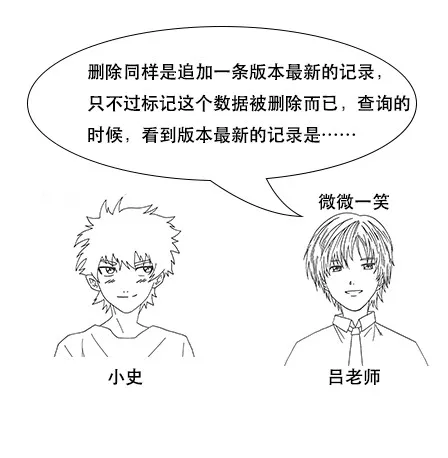 删除同样是追加一条版本最新的记录，
只不过标记这个数据被删除而已，查询的
时候，看到版本最新的记录是……
微微一笑
小史
吕老师